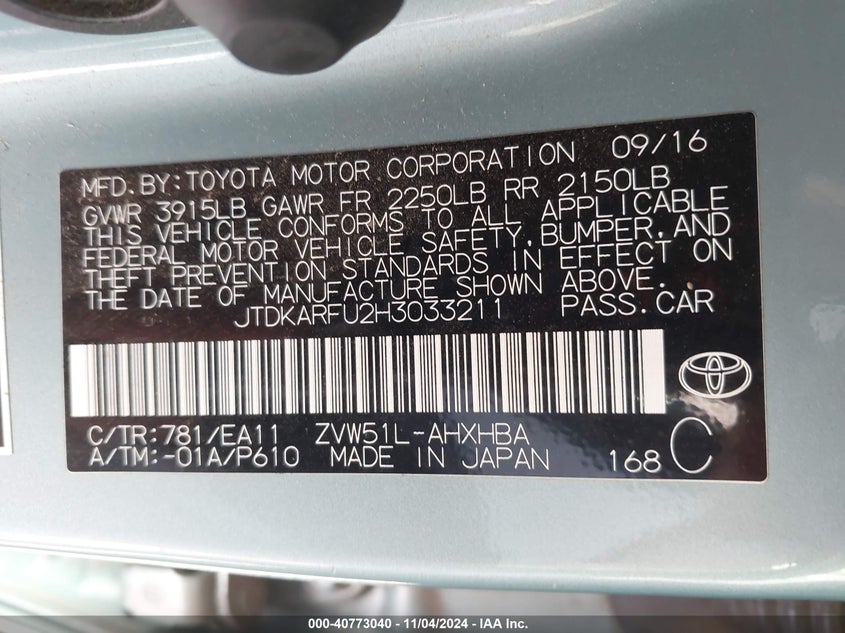 MFD.BY:TOYOTA MOTOR CORPORATION 09/16
GVWR 3915LB GAWR FR 2250LB RR 2150LB
THIS VEHICLE CONFORMS TO ALL APPLICABLE
FEDERAL MOTOR VEHICLE SAFETY,BUMPER,AND
THEFT PREVENTION STANDARDS IN EFFECT ON
THE DATE OF MANUFACTURE SHOWN ABOVE.
JTDKARFU2H3033211 PASS.CAR
C/TR:781/EA11 ZVW51L-AHXHBA
A/TM:-01A/P610 MADE IN JAPAN 168 C
000-40773040 - 11/04/2024 - IAA Inc.